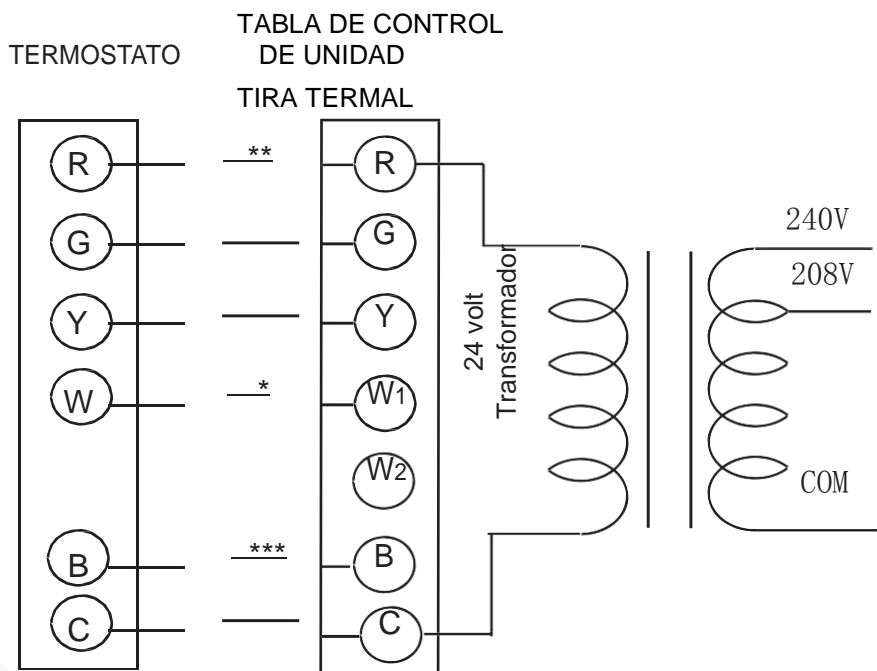 TABLA DE CONTROL
TERMOSTATO DE UNIDAD
TIRA TERMAL
R ** R
G G
240V
Y Y
208V
24 volt
Transformador
W * W1
W2
COM
B *** B
C C